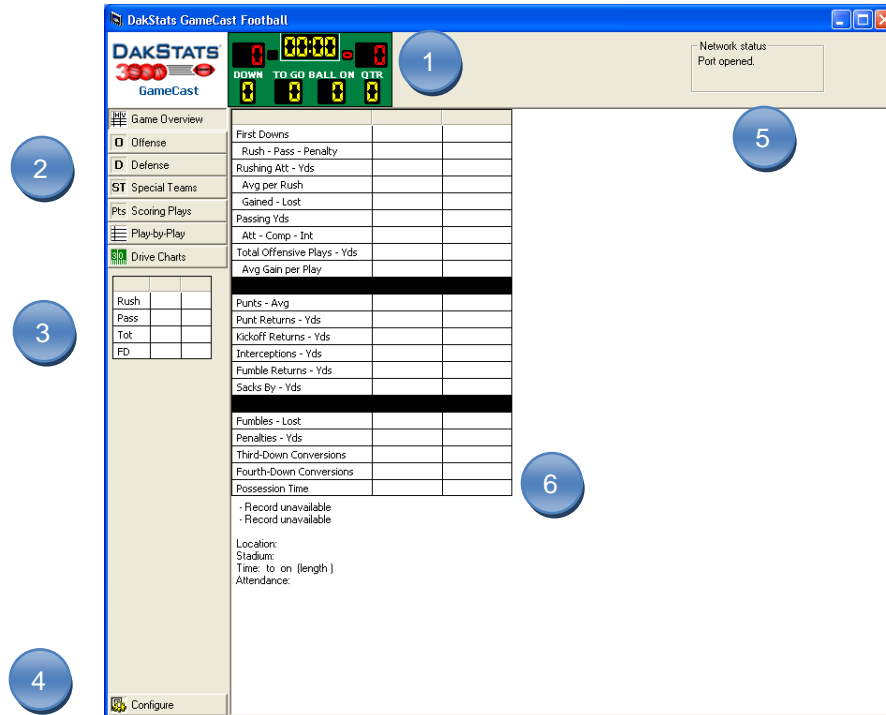 DakStats GameCast Football
DAKSTATS
3000
GameCast
0 00:00 0
DOWN TO GO BALL ON QTR
0 0 0 0
1
Network status
Port opened.
5
2
Game Overview
O Offense
D Defense
ST Special Teams
Pts Scoring Plays
Play-by-Play
Drive Charts
3
Rush
Pass
Tot
FD
4
Configure
First Downs
Rush - Pass - Penalty
Rushing Att - Yds
Avg per Rush
Gained - Lost
Passing Yds
Att - Comp - Int
Total Offensive Plays - Yds
Avg Gain per Play
Punts - Avg
Punt Returns - Yds
Kickoff Returns - Yds
Interceptions - Yds
Fumble Returns - Yds
Sacks By - Yds
Fumbles - Lost
Penalties - Yds
Third-Down Conversions
Fourth-Down Conversions
Possession Time
6
- Record unavailable
- Record unavailable
Location:
Stadium:
Time: to on (length )
Attendance: